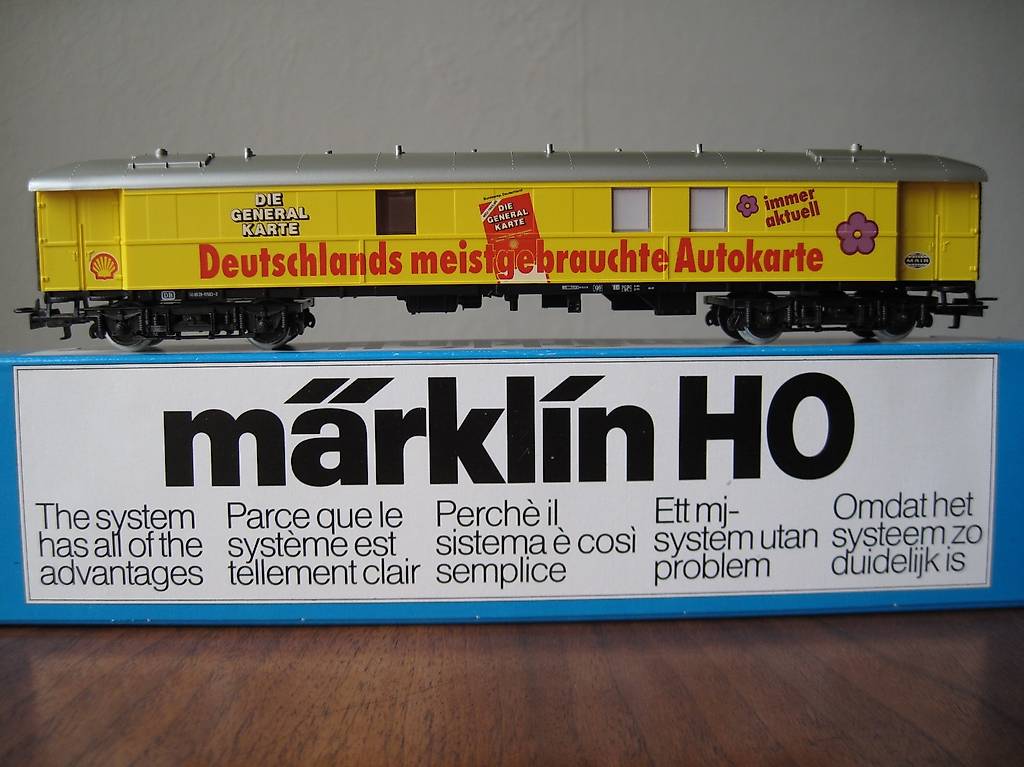 DIE
GENERAL
KARTE
DIE
GENERAL
KARTE
immer
aktuell
Deutschlands meistgebrauchte Autokarte
MAIR
DB
märklin HO
The system
has all of the
advantages
Parce que le
système est
tellement clair
Perchè il
sistema è così
semplice
Ett mj-
system utan
problem
Omdat het
systeem zo
duidelijk is